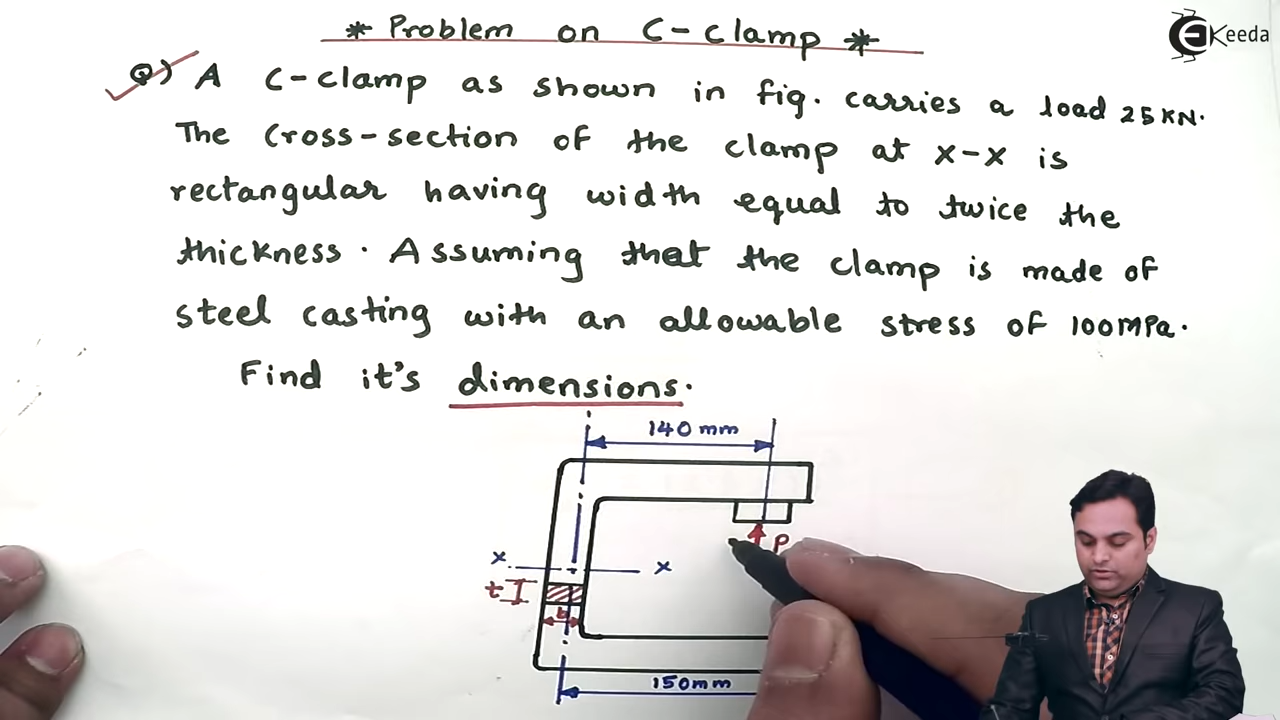 * Problem on C-clamp *
Keeda
Q) A C-clamp as shown in fig. carries a load 25KN.
The cross-section of the clamp at x-x is
rectangular having width equal to twice the
thickness. Assuming that the clamp is made of
steel casting with an allowable stress of 100MPa.
Find it's dimensions.
140 mm
P
x x
t
b
150mm